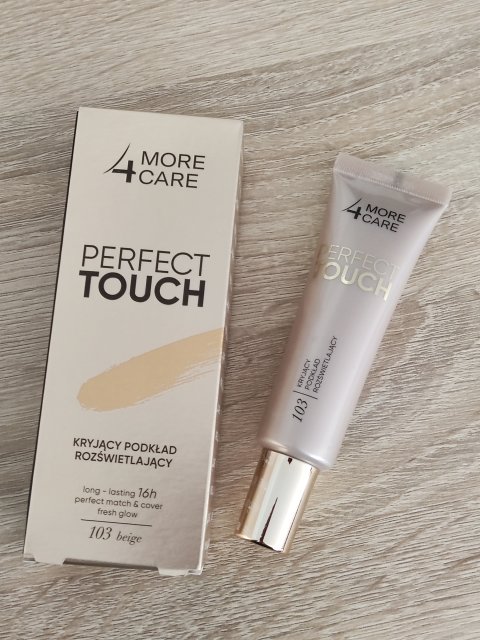 4 MORE
CARE
PERFECT
TOUCH
KRYJĄCY PODKŁAD
ROZŚWIETLAJĄCY
long - lasting 16h
perfect match & cover
fresh glow
103 beige
4 MORE
CARE
PERFECT
TOUCH
103
KRYJĄCY
PODKŁAD
ROZŚWIETLAJĄCY